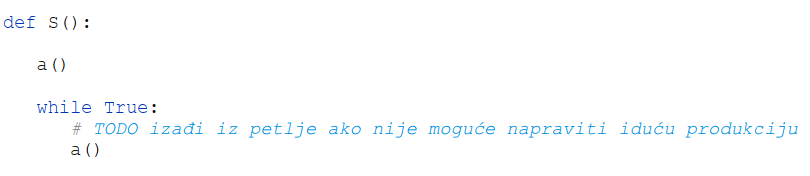 def S():
a()
while True:
# TODO izađi iz petlje ako nije moguće napraviti iduću produkciju
a()